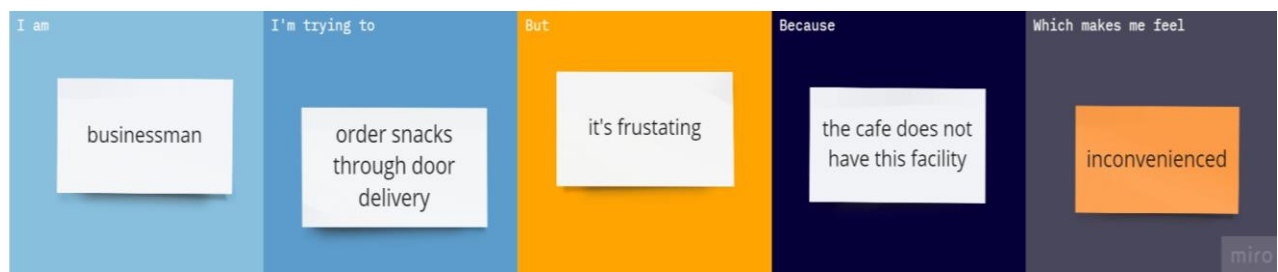 I am
businessman
I'm trying to
order snacks
through door
delivery
But
it's frustating
Because
the cafe does not
have this facility
Which makes me feel
inconvenienced
miro